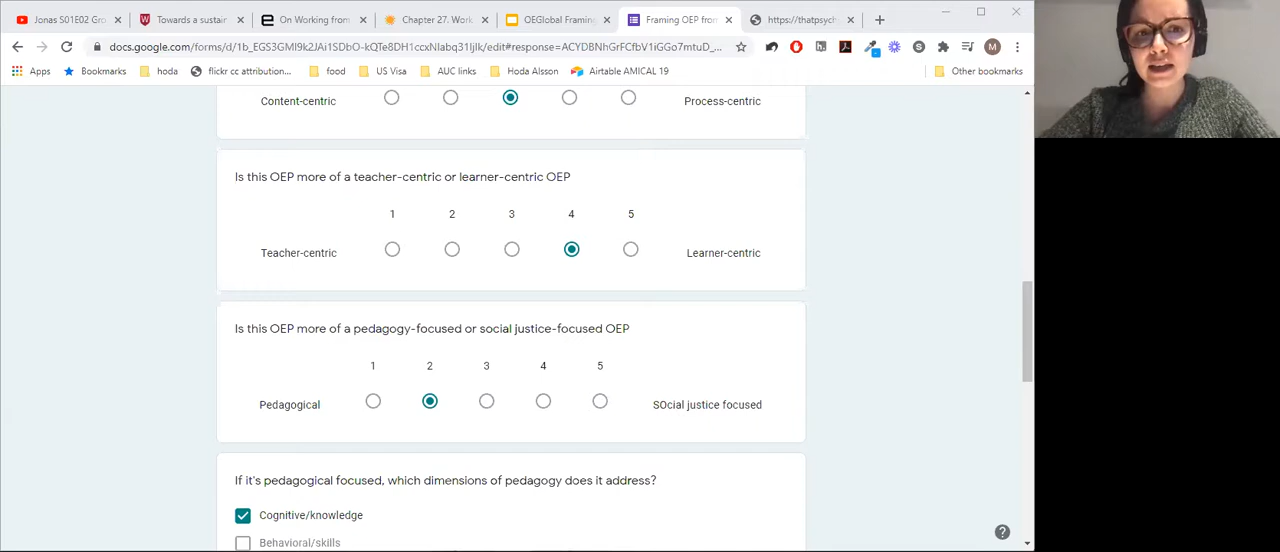 Jonas S01E02 Gro
Towards a sustain
On Working from
Chapter 27. Work
OEGlobal Framing
Framing OEP from
https://thatpsych
docs.google.com/forms/d/1b_EGS3GMI9k2JAi1SDbO-kQTe8DH1ccxNIabq31IjIk/edit#response=ACYDBNhGrFCfbV1iGGo7mtuD_...
M
Apps
Bookmarks
hoda
flickr cc attribution...
food
US Visa
AUC links
Hoda Alsson
Airtable AMICAL 19
Other bookmarks
Content-centric
Process-centric
Is this OEP more of a teacher-centric or learner-centric OEP
1 2 3 4 5
Teacher-centric
Learner-centric
Is this OEP more of a pedagogy-focused or social justice-focused OEP
1 2 3 4 5
Pedagogical
SOcial justice focused
If it's pedagogical focused, which dimensions of pedagogy does it address?
Cognitive/knowledge
Behavioral/skills